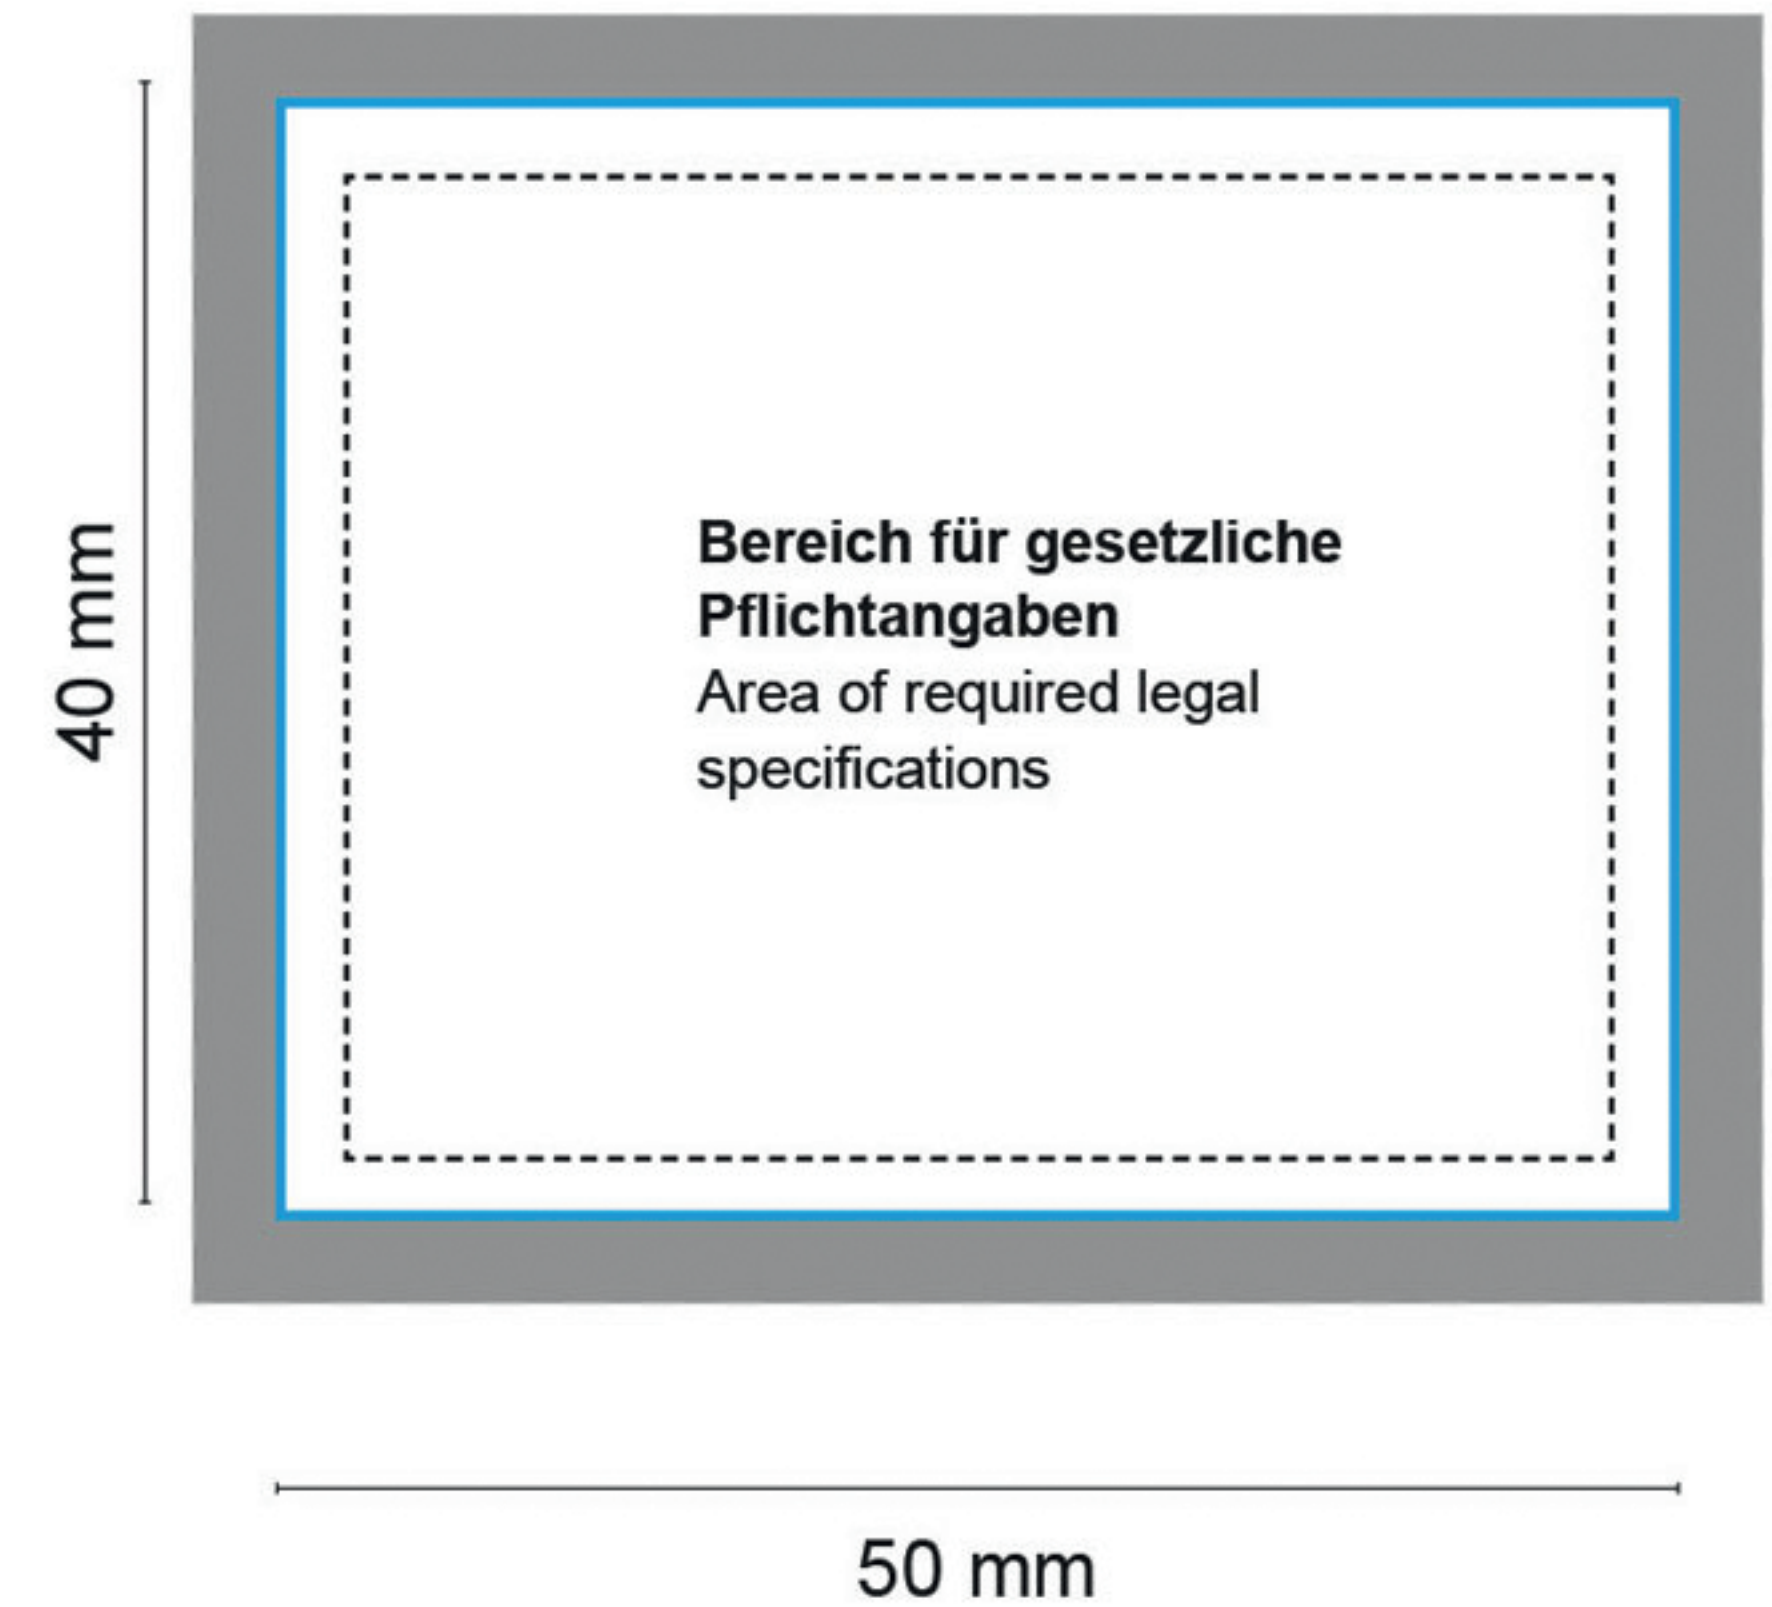 40 mm
Bereich für gesetzliche
Pflichtangaben
Area of required legal
specifications
50 mm